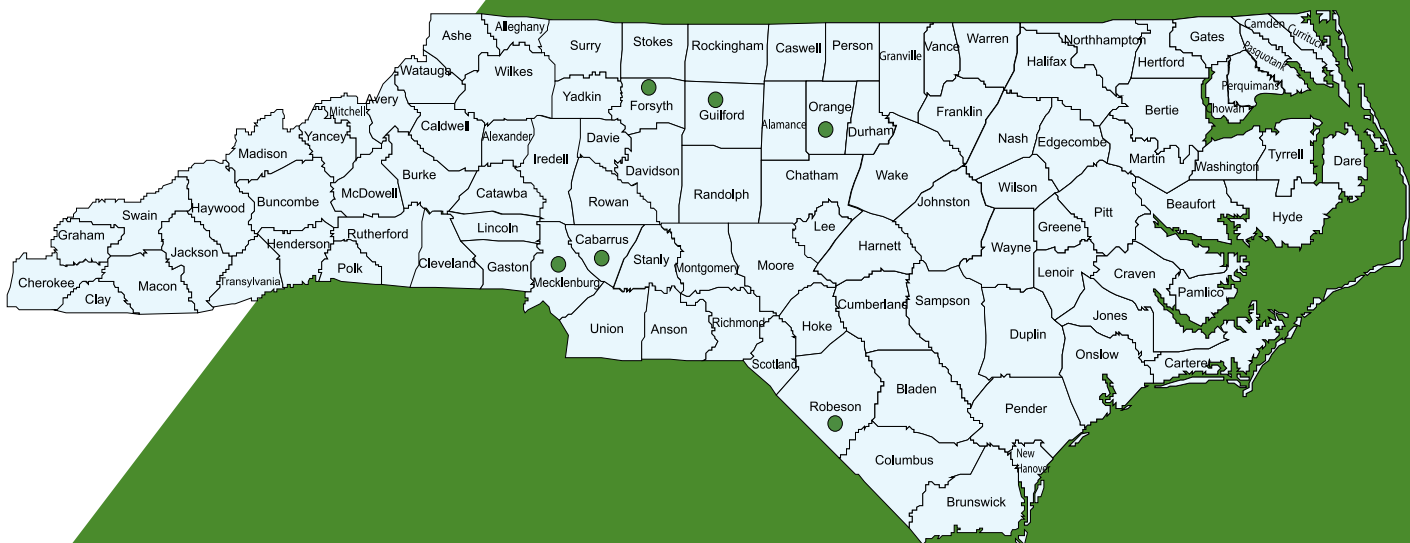 Ashe
Alleghany
Surry
Stokes
Rockingham
Caswell
Person
Granville
Vance
Warren
Northhampton
Halifax
Hertford
Gates
Camden
Currituck
Pasquotank
Perquimans
Chowan
Watauga
Wilkes
Yadkin
Forsyth
Guilford
Alamance
Orange
Durham
Franklin
Nash
Edgecombe
Bertie
Martin
Washington
Tyrrell
Dare
Mitchell
Avery
Yancey
Caldwell
Alexander
Iredell
Davie
Davidson
Randolph
Chatham
Wake
Wilson
Pitt
Beaufort
Hyde
Madison
Buncombe
McDowell
Burke
Catawba
Rowan
Johnston
Greene
Swain
Haywood
Graham
Jackson
Henderson
Rutherford
Polk
Cleveland
Lincoln
Gaston
Mecklenburg
Cabarrus
Stanly
Montgomery
Moore
Lee
Harnett
Wayne
Lenoir
Craven
Pamlico
Cherokee
Clay
Macon
Transylvania
Union
Anson
Richmond
Scotland
Hoke
Cumberland
Sampson
Duplin
Jones
Onslow
Carteret
Robeson
Bladen
Pender
Columbus
New
Hanover
Brunswick